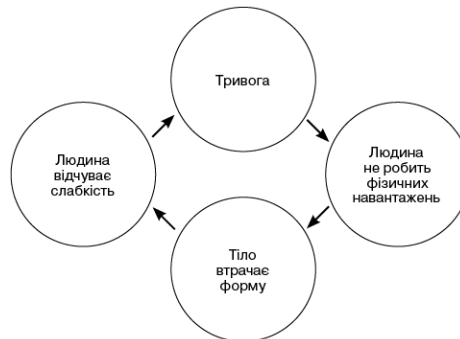 Тривога
Людина
не робить
фізичних
навантажень
Тіло
втрачає
форму
Людина
відчуває
слабкість